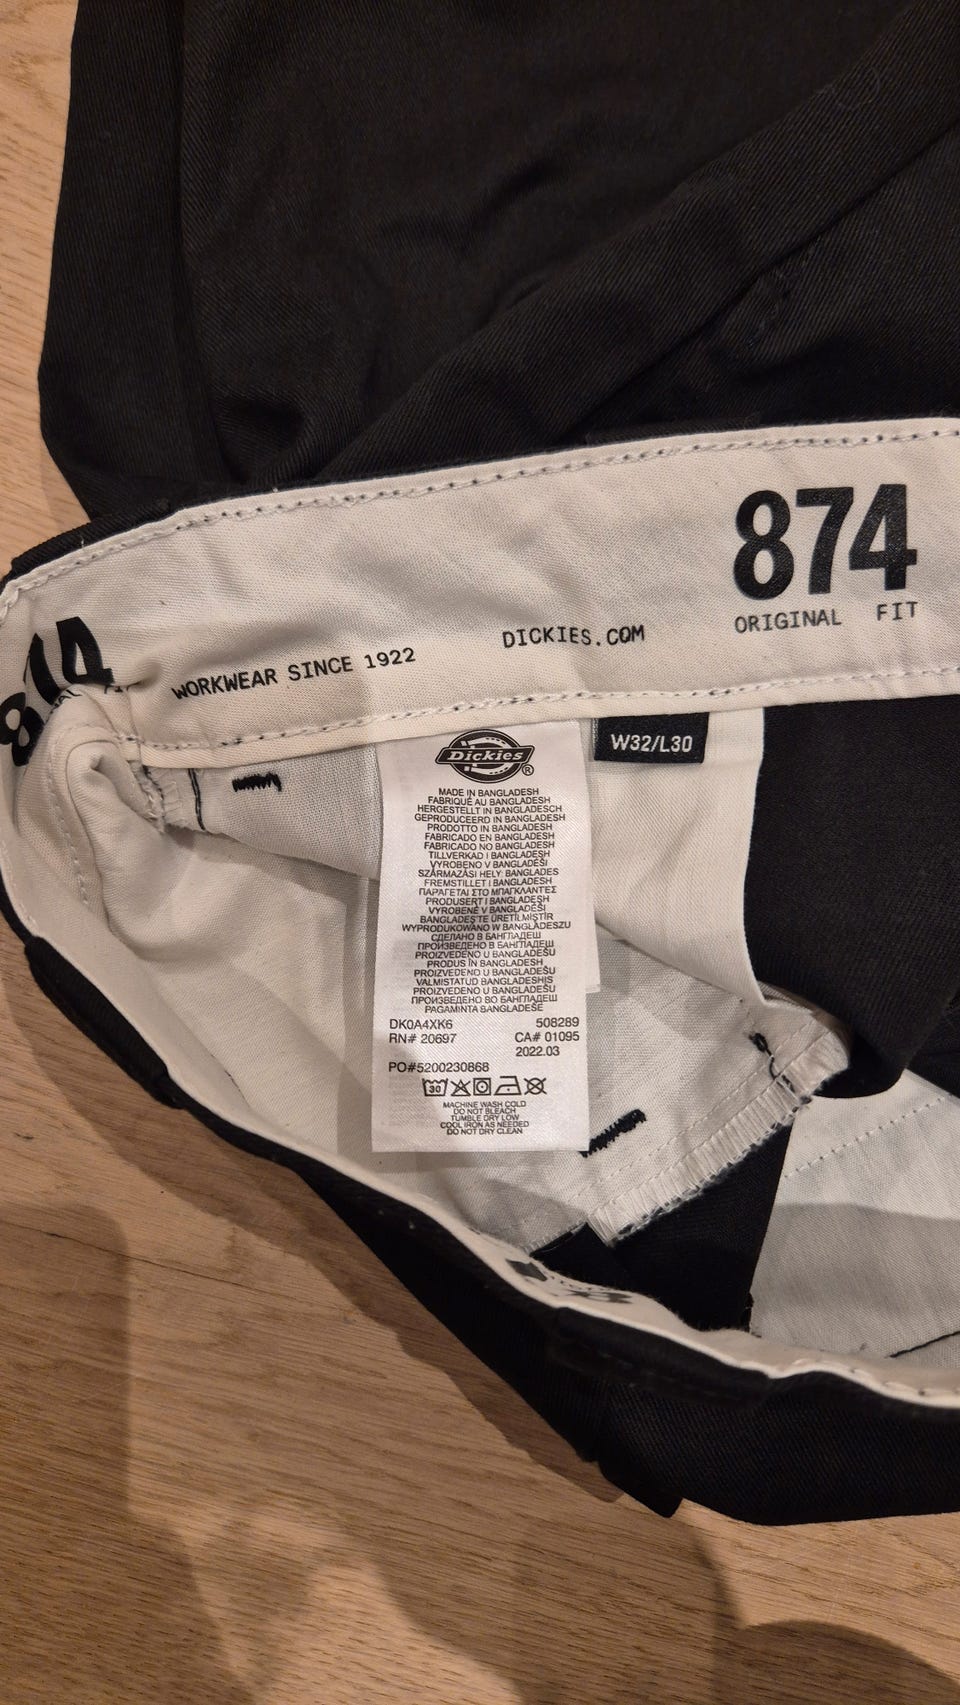 874
ORIGINAL FIT
DICKIES.COM
WORKWEAR SINCE 1922
874
W32/L30
Dickies®
MADE IN BANGLADESH
FABRIQUÉ AU BANGLADESH
HERGESTELLT IN BANGLADESCH
GEPRODUCEERD IN BANGLADESH
PRODOTTO IN BANGLADESH
FABRICADO EN BANGLADESH
FABRICADO NO BANGLADESH
TILLVERKAD I BANGLADESH
VYROBENO V BANGLADÉŠI
SZÁRMAZÁSI HELY: BANGLADES
FREMSTILLET I BANGLADESH
ΠΑΡΑΓΕΤΑΙ ΣΤΟ ΜΠΑΓΚΛΑΝΤΕΣ
PRODUSERT I BANGLADESH
VYROBENÉ V BANGLADÉŠI
BANGLADEŞ'TE ÜRETİLMİŞTİR
WYPRODUKOWANO W BANGLADESZU
СДЕЛАНО В БАНГЛАДЕШ
ПРОИЗВЕДЕНО В БАНГЛАДЕШ
PROIZVEDENO U BANGLADEŠU
PRODUS ÎN BANGLADESH
PROIZVEDENO U BANGLADEŠU
VALMISTATUD BANGLADESHIS
PROIZVEDENO U BANGLADEŠU
ПРОИЗВЕДЕНО ВО БАНГЛАДЕШ
PAGAMINTA BANGLADEŠE
DK0A4XK6 508289
RN# 20697 CA# 01095
2022.03
PO#5200230868
30
MACHINE WASH COLD
DO NOT BLEACH
TUMBLE DRY LOW
COOL IRON AS NEEDED
DO NOT DRY CLEAN